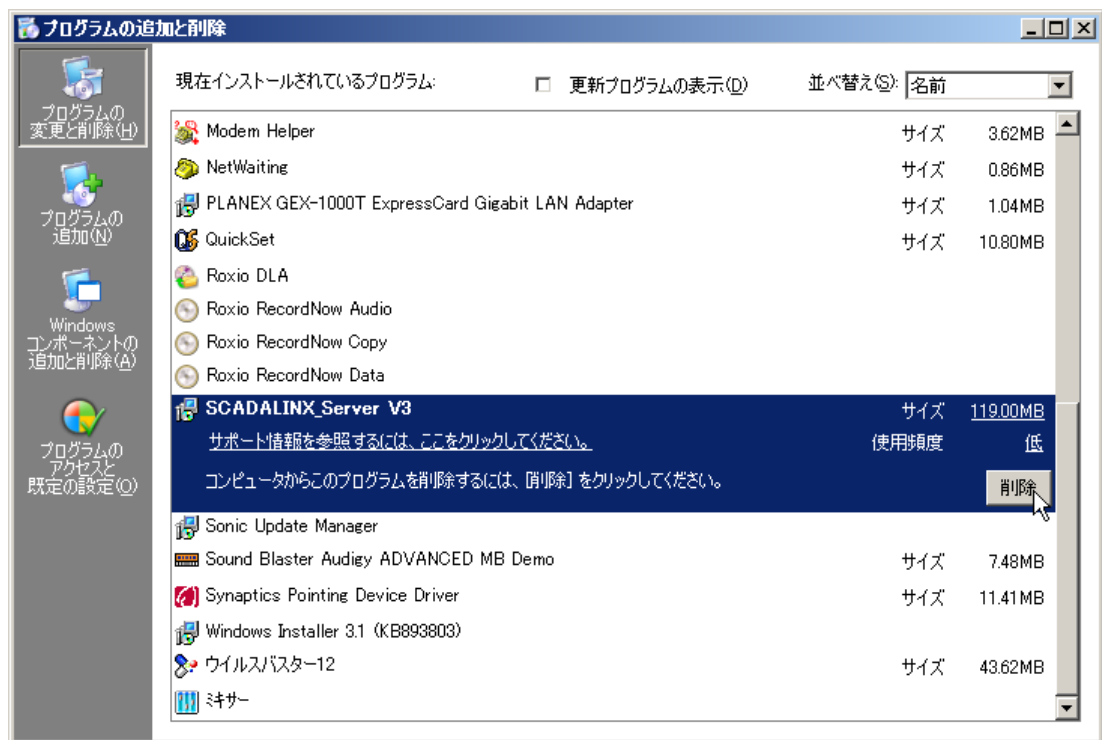 プログラムの追加と削除
プログラムの
変更と削除(H)
プログラムの
追加(N)
Windows
コンポーネントの
追加と削除(A)
プログラムの
アクセスと
既定の設定(O)
現在インストールされているプログラム: 更新プログラムの表示(D) 並べ替え(S): 名前
Modem Helper サイズ 3.62MB
NetWaiting サイズ 0.86MB
PLANEX GEX-1000T ExpressCard Gigabit LAN Adapter サイズ 1.04MB
QuickSet サイズ 10.80MB
Roxio DLA
Roxio RecordNow Audio
Roxio RecordNow Copy
Roxio RecordNow Data
SCADALINX_Server V3 サイズ 119.00MB
サポート情報を参照するには、ここをクリックしてください。 使用頻度 低
コンピュータからこのプログラムを削除するには、[削除] をクリックしてください。 削除
Sonic Update Manager
Sound Blaster Audigy ADVANCED MB Demo サイズ 7.48MB
Synaptics Pointing Device Driver サイズ 11.41MB
Windows Installer 3.1 (KB893803)
ウイルスバスター12 サイズ 43.62MB
ミキサー